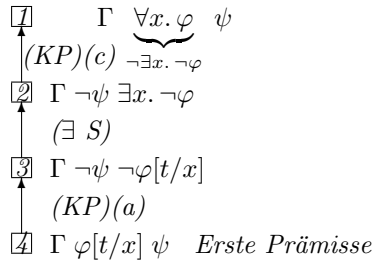 1 Γ ∀x. φ ψ
(KP)(c) ¬∃x. ¬φ
2 Γ ¬ψ ∃x. ¬φ
(∃ S)
3 Γ ¬ψ ¬φ[t/x]
(KP)(a)
4 Γ φ[t/x] ψ Erste Prämisse